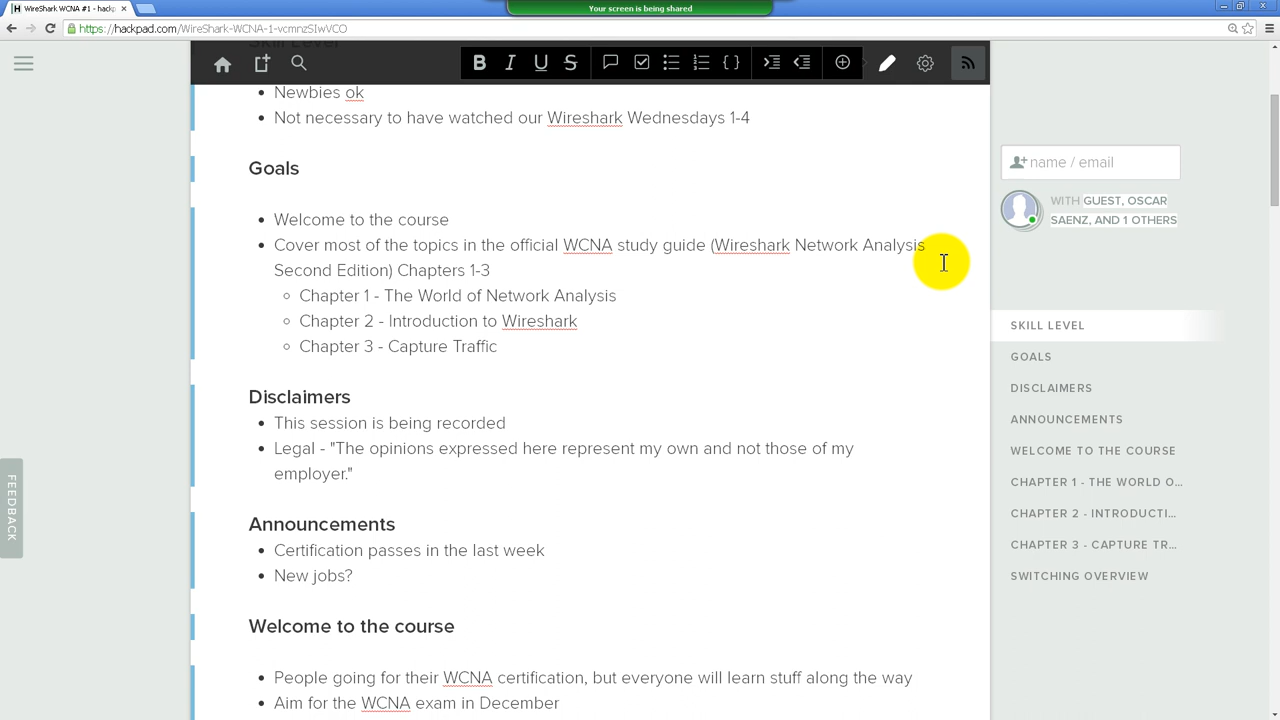 Your screen is being shared
WireShark WCNA #1 - hackp
https://hackpad.com/WireShark-WCNA-1-vcmnzSIwVCO
Skill Level
Newbies ok
Not necessary to have watched our Wireshark Wednesdays 1-4
Goals
Welcome to the course
Cover most of the topics in the official WCNA study guide (Wireshark Network Analysis
Second Edition) Chapters 1-3
Chapter 1 - The World of Network Analysis
Chapter 2 - Introduction to Wireshark
Chapter 3 - Capture Traffic
Disclaimers
This session is being recorded
Legal - "The opinions expressed here represent my own and not those of my
employer."
Announcements
Certification passes in the last week
New jobs?
Welcome to the course
People going for their WCNA certification, but everyone will learn stuff along the way
Aim for the WCNA exam in December
name / email
WITH GUEST, OSCAR
SAENZ, AND 1 OTHERS
SKILL LEVEL
GOALS
DISCLAIMERS
ANNOUNCEMENTS
WELCOME TO THE COURSE
CHAPTER 1 - THE WORLD O...
CHAPTER 2 - INTRODUCTI...
CHAPTER 3 - CAPTURE TR...
SWITCHING OVERVIEW
FEEDBACK